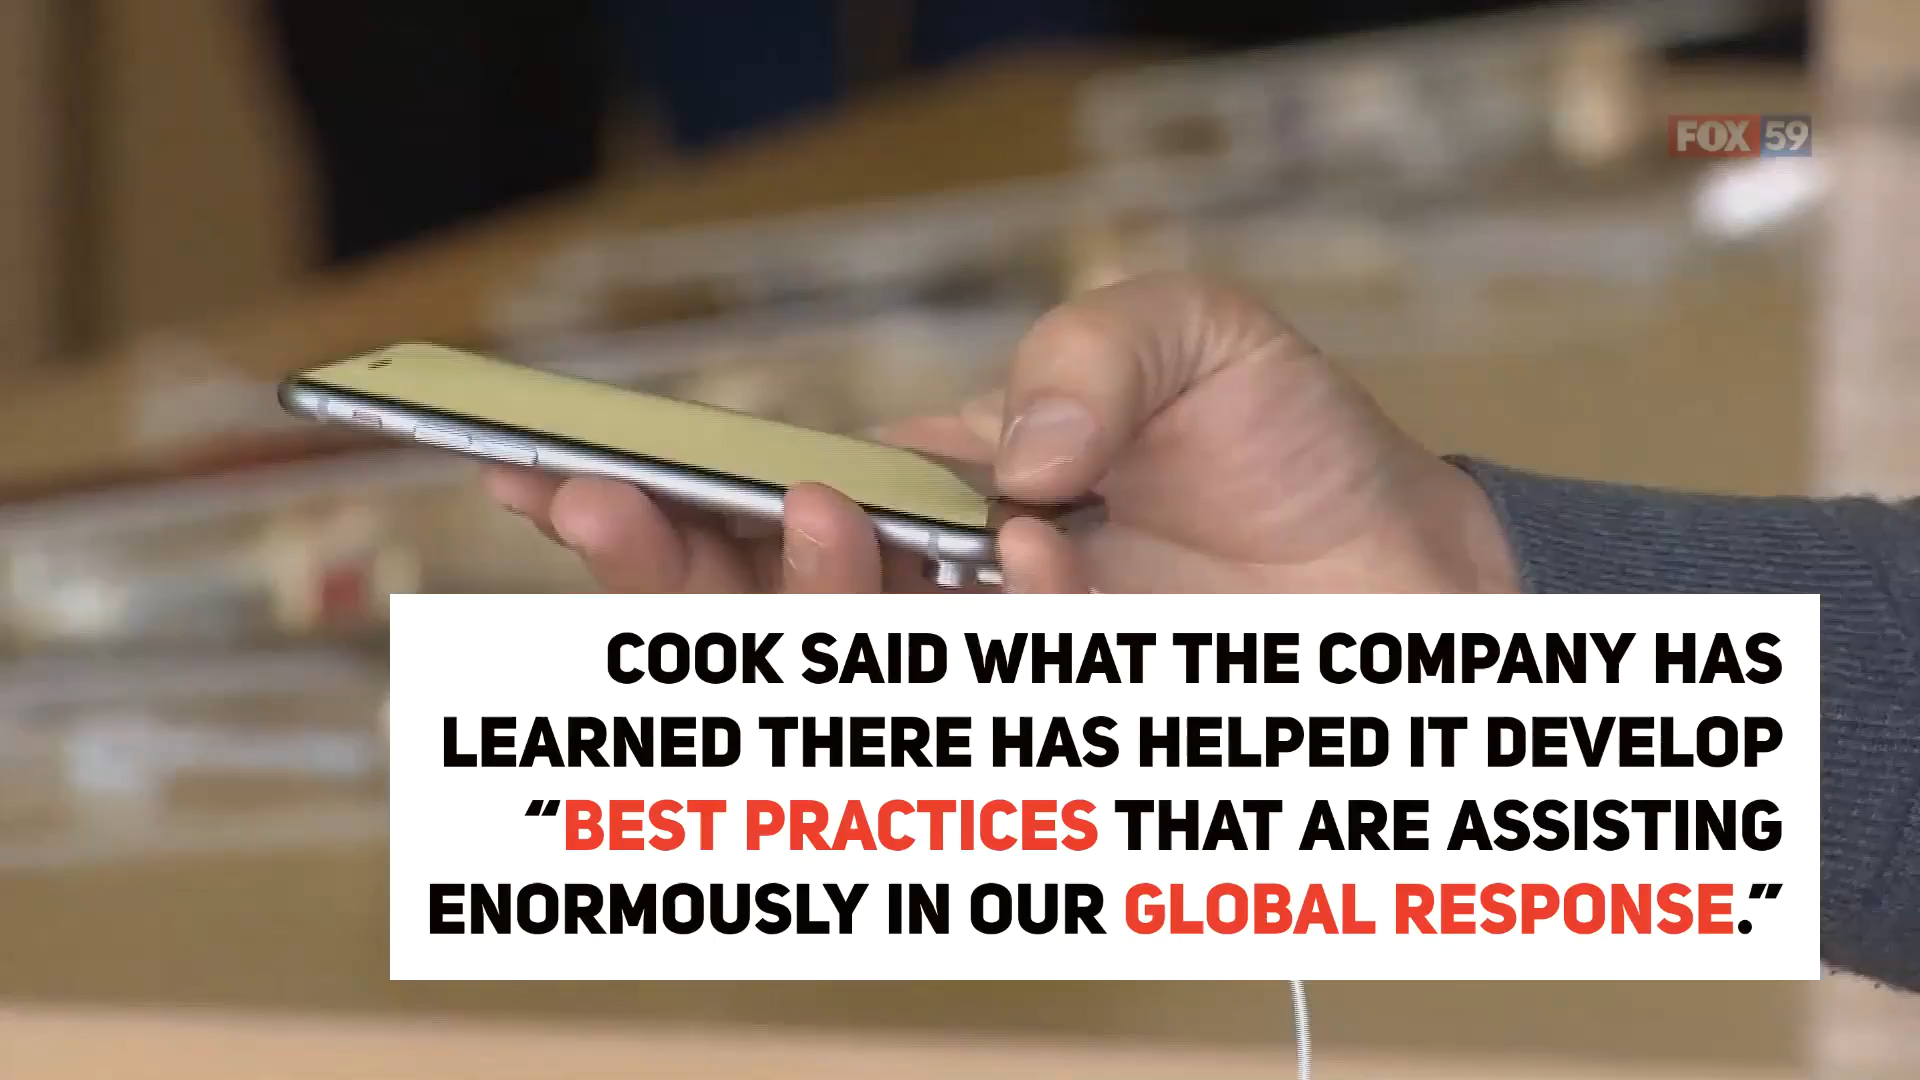 FOX 59
COOK SAID WHAT THE COMPANY HAS
LEARNED THERE HAS HELPED IT DEVELOP
“BEST PRACTICES THAT ARE ASSISTING
ENORMOUSLY IN OUR GLOBAL RESPONSE.”